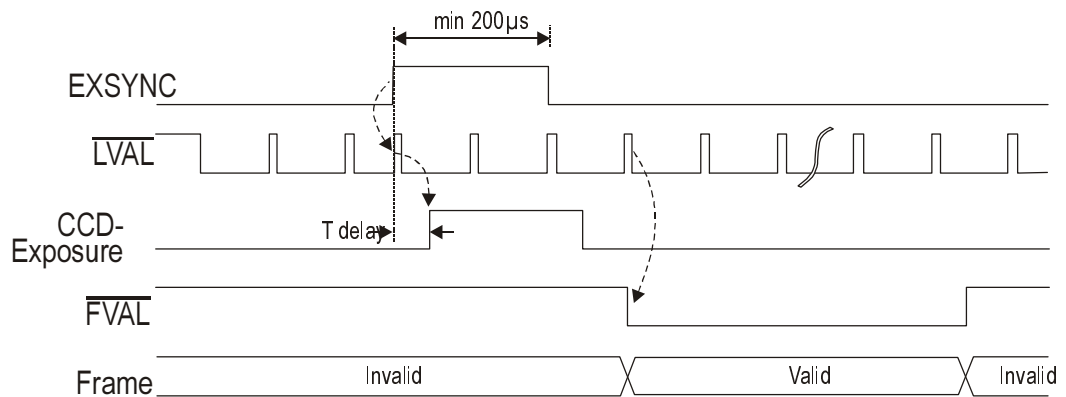 min 200µs
EXSYNC
LVAL
CCD-
Exposure
T delay
FVAL
Frame
Invalid
Valid
Invalid